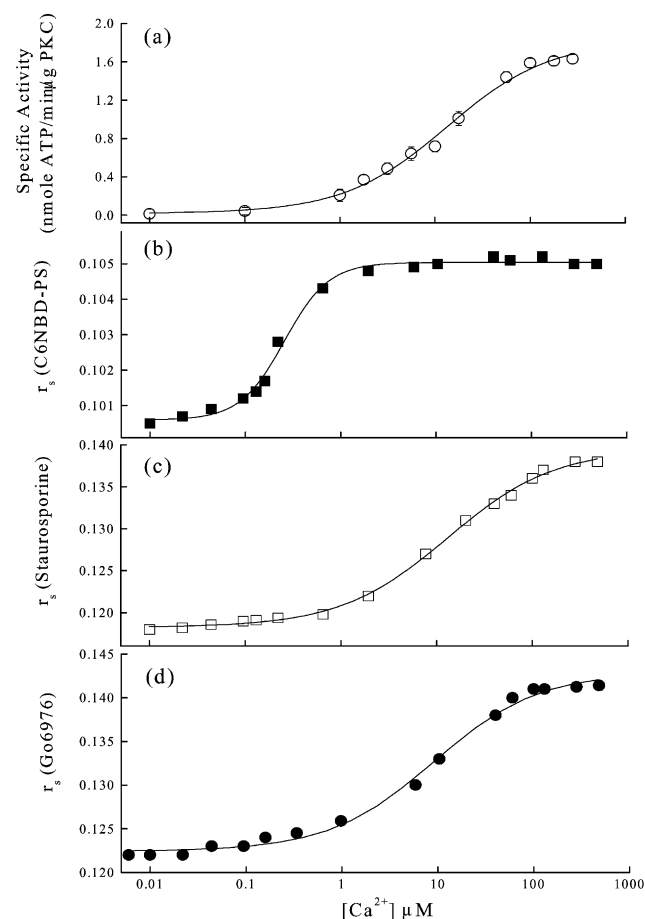 (a)
Specific Activity
(nmole ATP/minμg PKC)
2.0
1.6
1.2
0.8
0.4
0.0
(b)
rs (C6NBD-PS)
0.105
0.104
0.103
0.102
0.101
(c)
rs (Staurosporine)
0.140
0.135
0.130
0.125
0.120
(d)
rs (Go6976)
0.145
0.140
0.135
0.130
0.125
0.120
0.01 0.1 1 10 100 1000
[Ca2+] μM